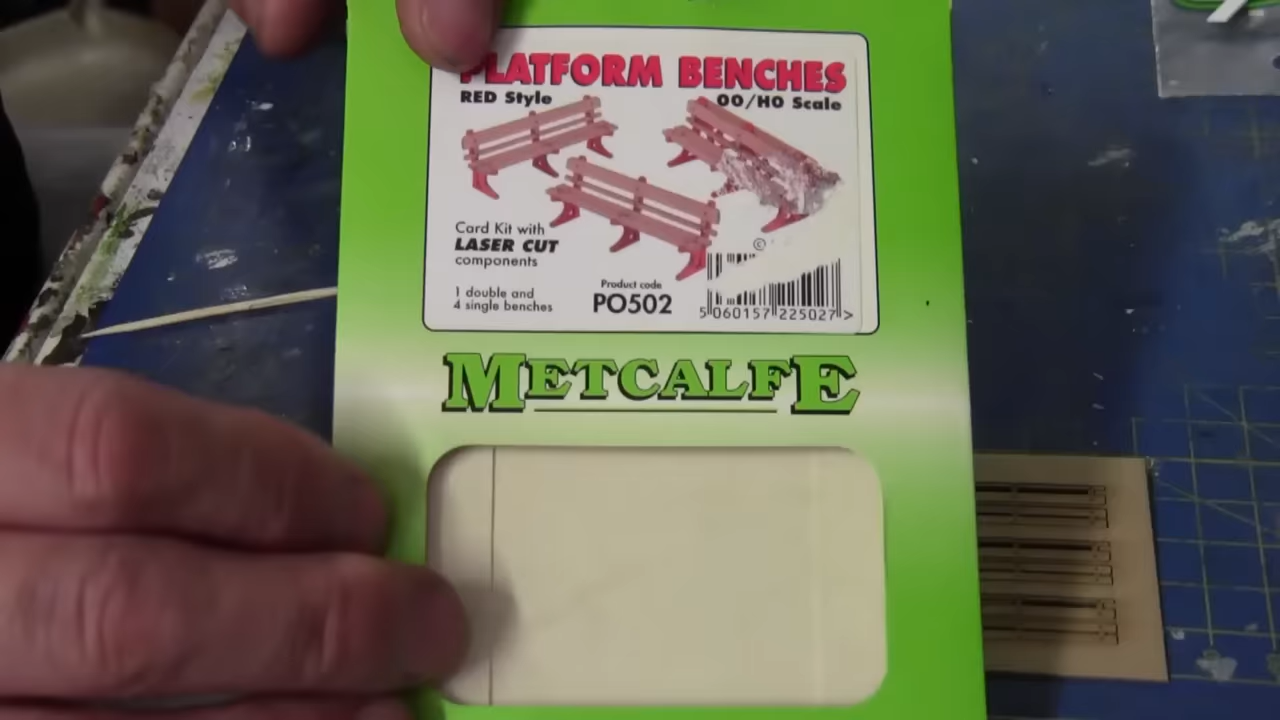 PLATFORM BENCHES
RED Style
OO/HO Scale
Card Kit with
LASER CUT
components
1 double and
4 single benches
Product code
PO502
©
5 060157 225027 >
METCALFE